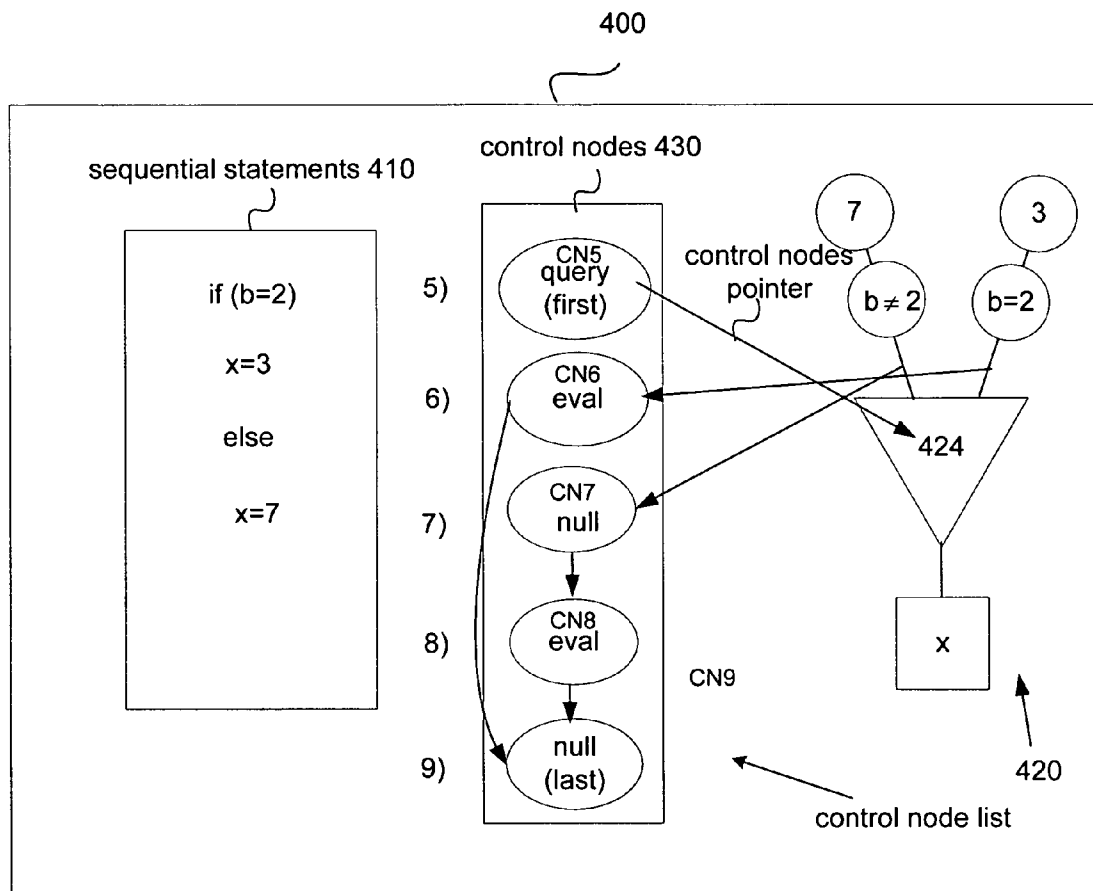 400
sequential statements 410
if (b=2)
x=3
else
x=7
control nodes 430
5)
CN5
query
(first)
6)
CN6
eval
7)
CN7
null
8)
CN8
eval
9)
null
(last)
CN9
control nodes
pointer
7
3
b ≠ 2
b=2
424
x
420
control node list